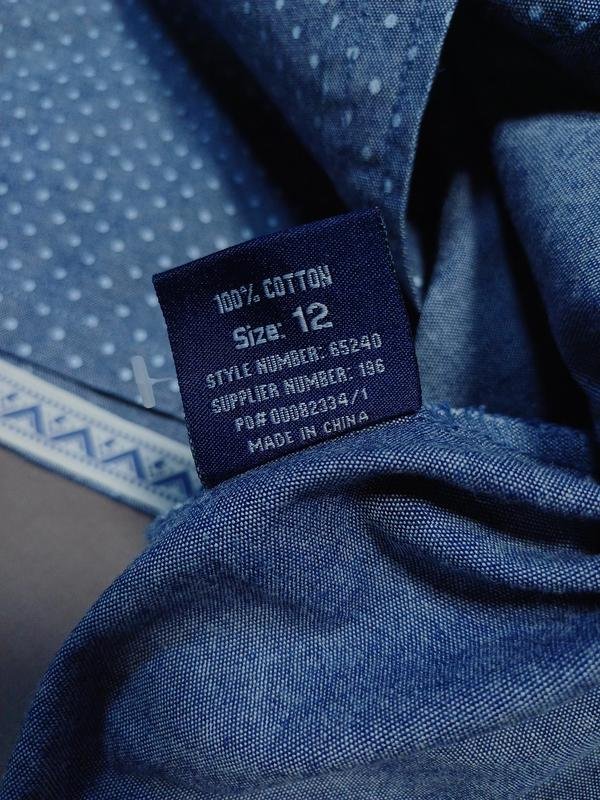 100% COTTON
Size: 12
STYLE NUMBER: 65240
SUPPLIER NUMBER: 196
PO# 00082334/1
MADE IN CHINA